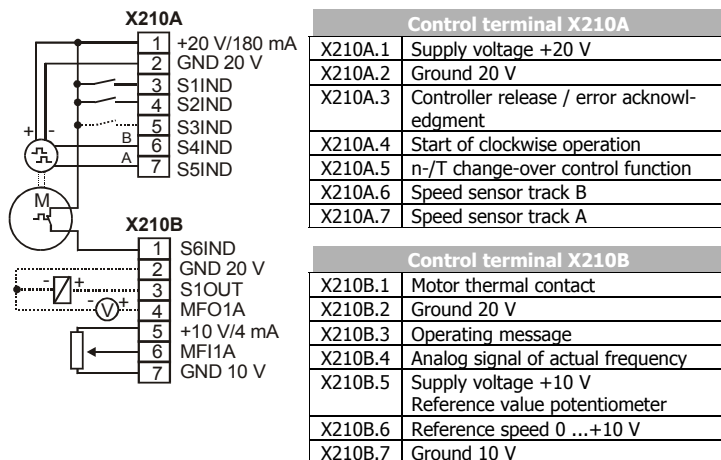 X210A
1 +20 V/180 mA
2 GND 20 V
3 S1IND
4 S2IND
5 S3IND
B 6 S4IND
A 7 S5IND
+ -
M
X210B
1 S6IND
2 GND 20 V
- + 3 S1OUT
- V + 4 MFO1A
5 +10 V/4 mA
6 MFI1A
7 GND 10 V
Control terminal X210A
X210A.1 Supply voltage +20 V
X210A.2 Ground 20 V
X210A.3 Controller release / error acknowl-
edgment
X210A.4 Start of clockwise operation
X210A.5 n-/T change-over control function
X210A.6 Speed sensor track B
X210A.7 Speed sensor track A
Control terminal X210B
X210B.1 Motor thermal contact
X210B.2 Ground 20 V
X210B.3 Operating message
X210B.4 Analog signal of actual frequency
X210B.5 Supply voltage +10 V
Reference value potentiometer
X210B.6 Reference speed 0 ...+10 V
X210B.7 Ground 10 V